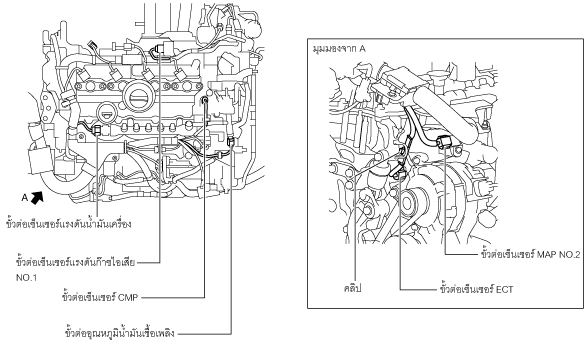 มุมมองจาก A
A
ขั้วต่อเซ็นเซอร์แรงดันน้ำมันเครื่อง
ขั้วต่อเซ็นเซอร์แรงดันก๊าซไอเสีย
NO.1
ขั้วต่อเซ็นเซอร์ CMP
ขั้วต่ออุณหภูมิน้ำมันเชื้อเพลิง
ขั้วต่อเซ็นเซอร์ MAP NO.2
คลิป
ขั้วต่อเซ็นเซอร์ ECT